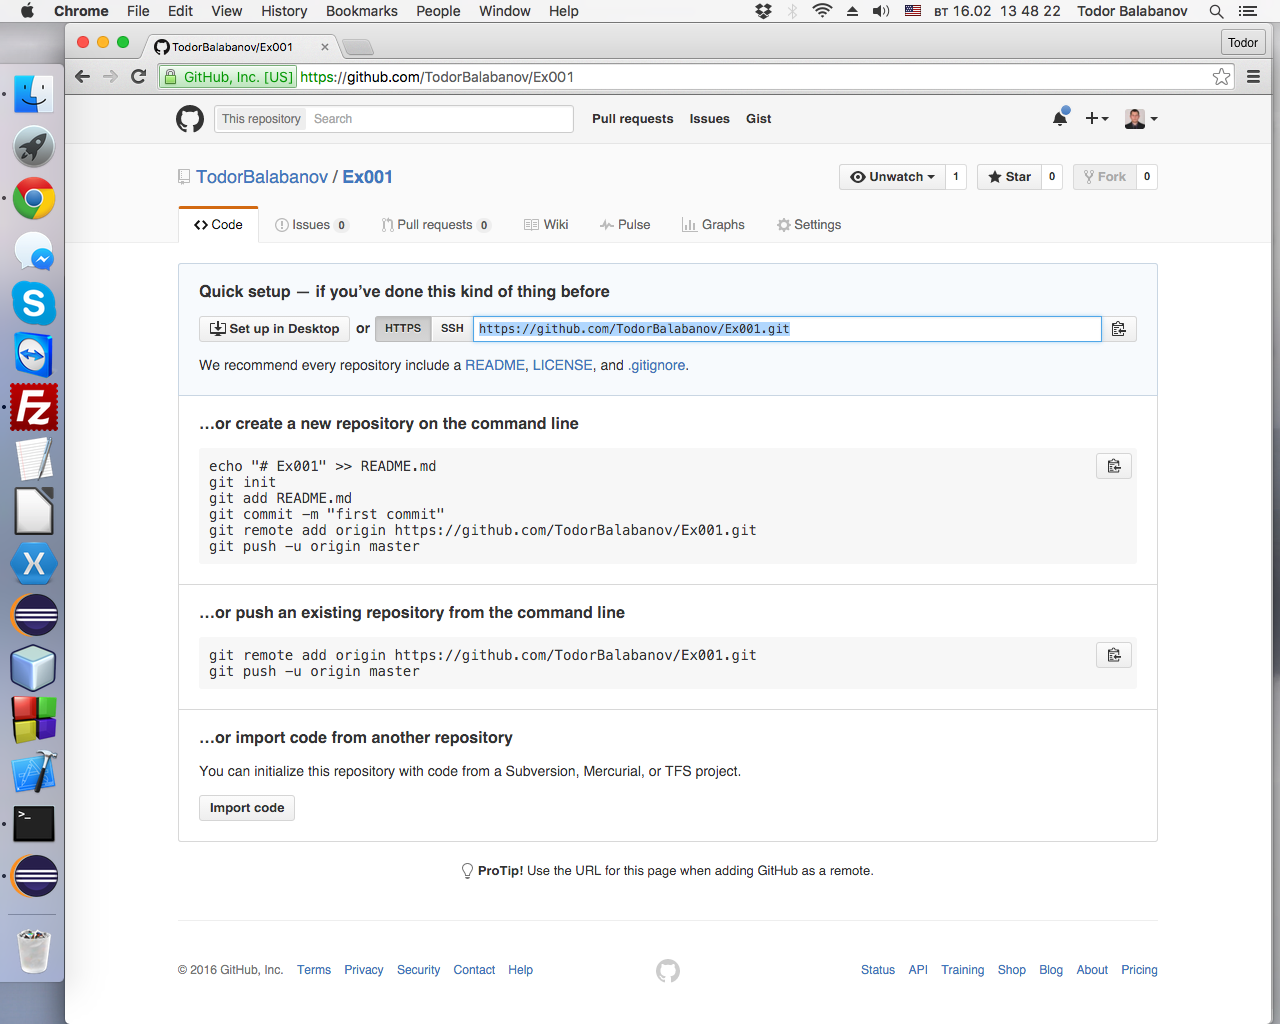 Chrome File Edit View History Bookmarks People Window Help вт 16.02 13 48 22 Todor Balabanov
TodorBalabanov/Ex001 ×
Todor
GitHub, Inc. [US] https://github.com/TodorBalabanov/Ex001
This repository Search Pull requests Issues Gist
TodorBalabanov / Ex001
Unwatch 1 Star 0 Fork 0
Code Issues 0 Pull requests 0 Wiki Pulse Graphs Settings
Quick setup — if you’ve done this kind of thing before
Set up in Desktop or HTTPS SSH https://github.com/TodorBalabanov/Ex001.git
We recommend every repository include a README, LICENSE, and .gitignore.
…or create a new repository on the command line
echo "# Ex001" >> README.md
git init
git add README.md
git commit -m "first commit"
git remote add origin https://github.com/TodorBalabanov/Ex001.git
git push -u origin master
…or push an existing repository from the command line
git remote add origin https://github.com/TodorBalabanov/Ex001.git
git push -u origin master
…or import code from another repository
You can initialize this repository with code from a Subversion, Mercurial, or TFS project.
Import code
ProTip! Use the URL for this page when adding GitHub as a remote.
© 2016 GitHub, Inc. Terms Privacy Security Contact Help
Status API Training Shop Blog About Pricing